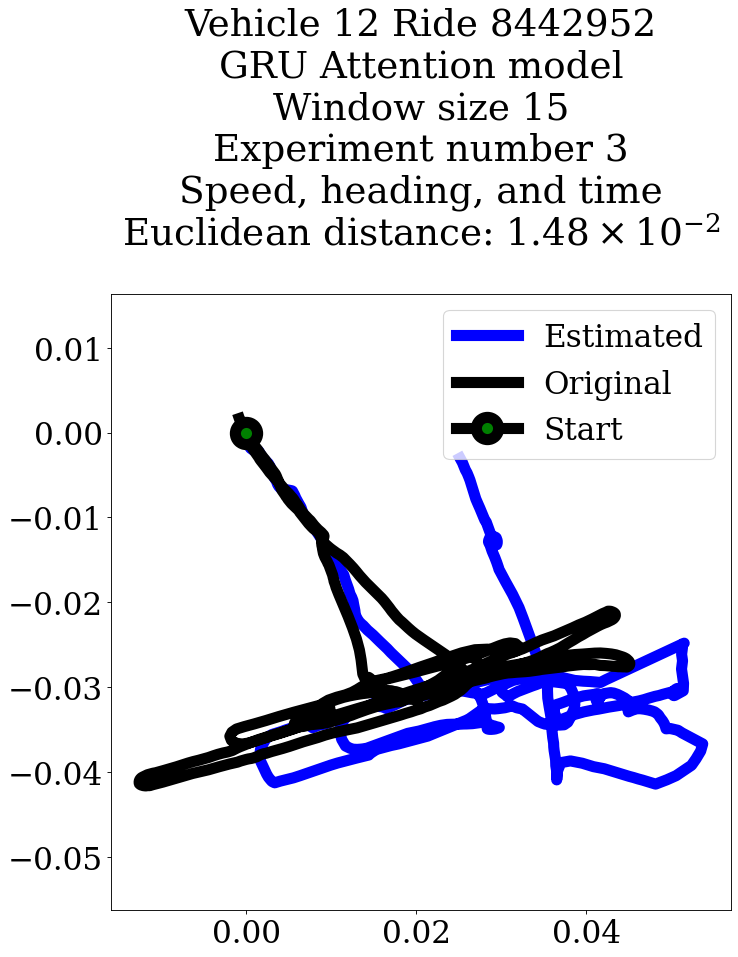 Vehicle 12 Ride 8442952
GRU Attention model
Window size 15
Experiment number 3
Speed, heading, and time
Euclidean distance: 1.48 × 10⁻²
Estimated
Original
Start
0.01
0.00
−0.01
−0.02
−0.03
−0.04
−0.05
0.00 0.02 0.04